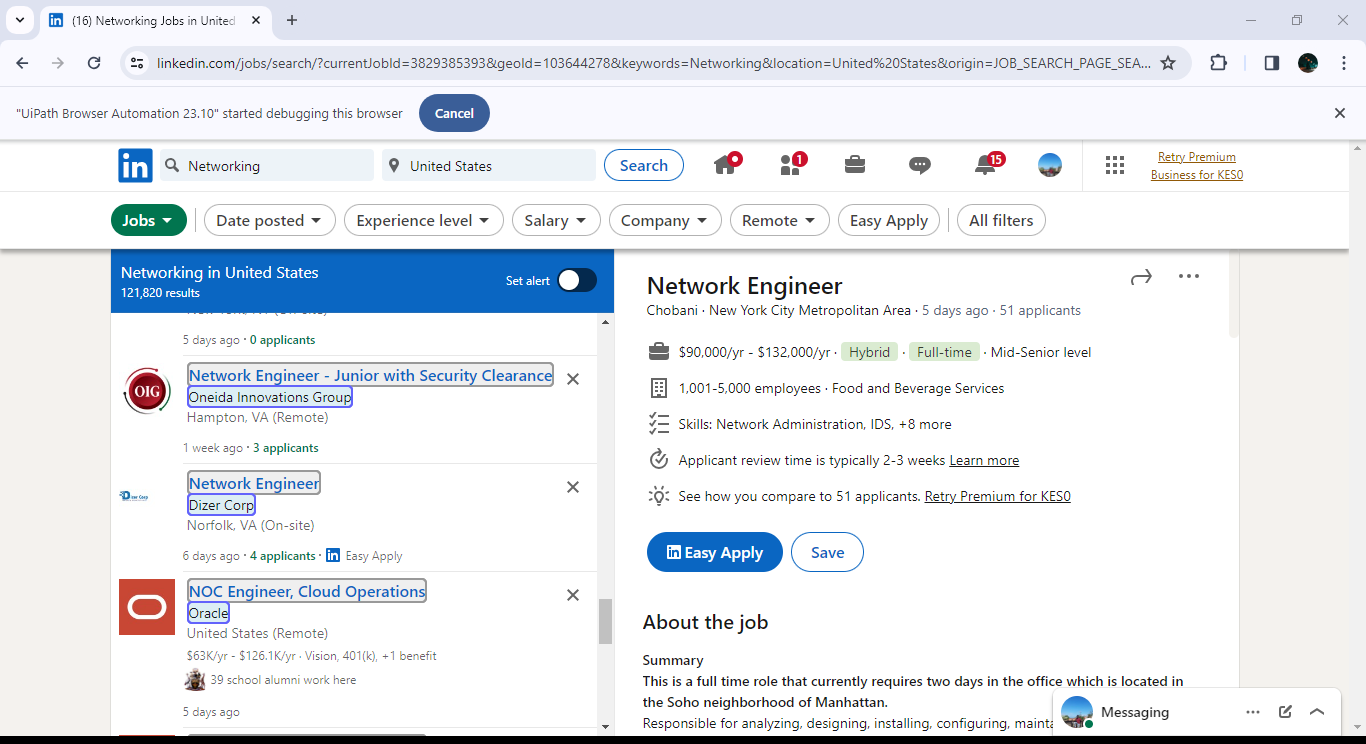 (16) Networking Jobs in United
linkedin.com/jobs/search/?currentJobId=3829385393&geoId=103644278&keywords=Networking&location=United%20States&origin=JOB_SEARCH_PAGE_SEA...
"UiPath Browser Automation 23.10" started debugging this browser
Cancel
in
Networking
United States
Search
1
15
Retry Premium
Business for KES0
Jobs
Date posted
Experience level
Salary
Company
Remote
Easy Apply
All filters
Networking in United States
121,820 results
Set alert
5 days ago · 0 applicants
OIG
Network Engineer - Junior with Security Clearance
Oneida Innovations Group
Hampton, VA (Remote)
1 week ago · 3 applicants
Dizer Corp
Network Engineer
Dizer Corp
Norfolk, VA (On-site)
6 days ago · 4 applicants · in Easy Apply
NOC Engineer, Cloud Operations
Oracle
United States (Remote)
$63K/yr - $126.1K/yr · Vision, 401(k), +1 benefit
39 school alumni work here
5 days ago
Network Engineer
Chobani · New York City Metropolitan Area · 5 days ago · 51 applicants
$90,000/yr - $132,000/yr · Hybrid · Full-time · Mid-Senior level
1,001-5,000 employees · Food and Beverage Services
Skills: Network Administration, IDS, +8 more
Applicant review time is typically 2-3 weeks Learn more
See how you compare to 51 applicants. Retry Premium for KES0
in Easy Apply
Save
About the job
Summary
This is a full time role that currently requires two days in the office which is located in
the Soho neighborhood of Manhattan.
Responsible for analyzing, designing, installing, configuring,
Messaging